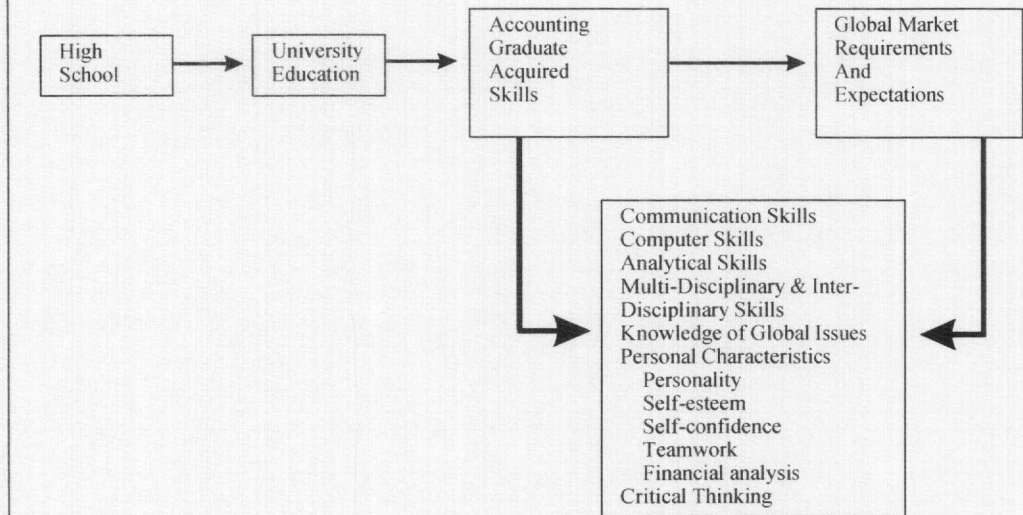 High
School
University
Education
Accounting
Graduate
Acquired
Skills
Global Market
Requirements
And
Expectations
Communication Skills
Computer Skills
Analytical Skills
Multi-Disciplinary & Inter-
Disciplinary Skills
Knowledge of Global Issues
Personal Characteristics
Personality
Self-esteem
Self-confidence
Teamwork
Financial analysis
Critical Thinking